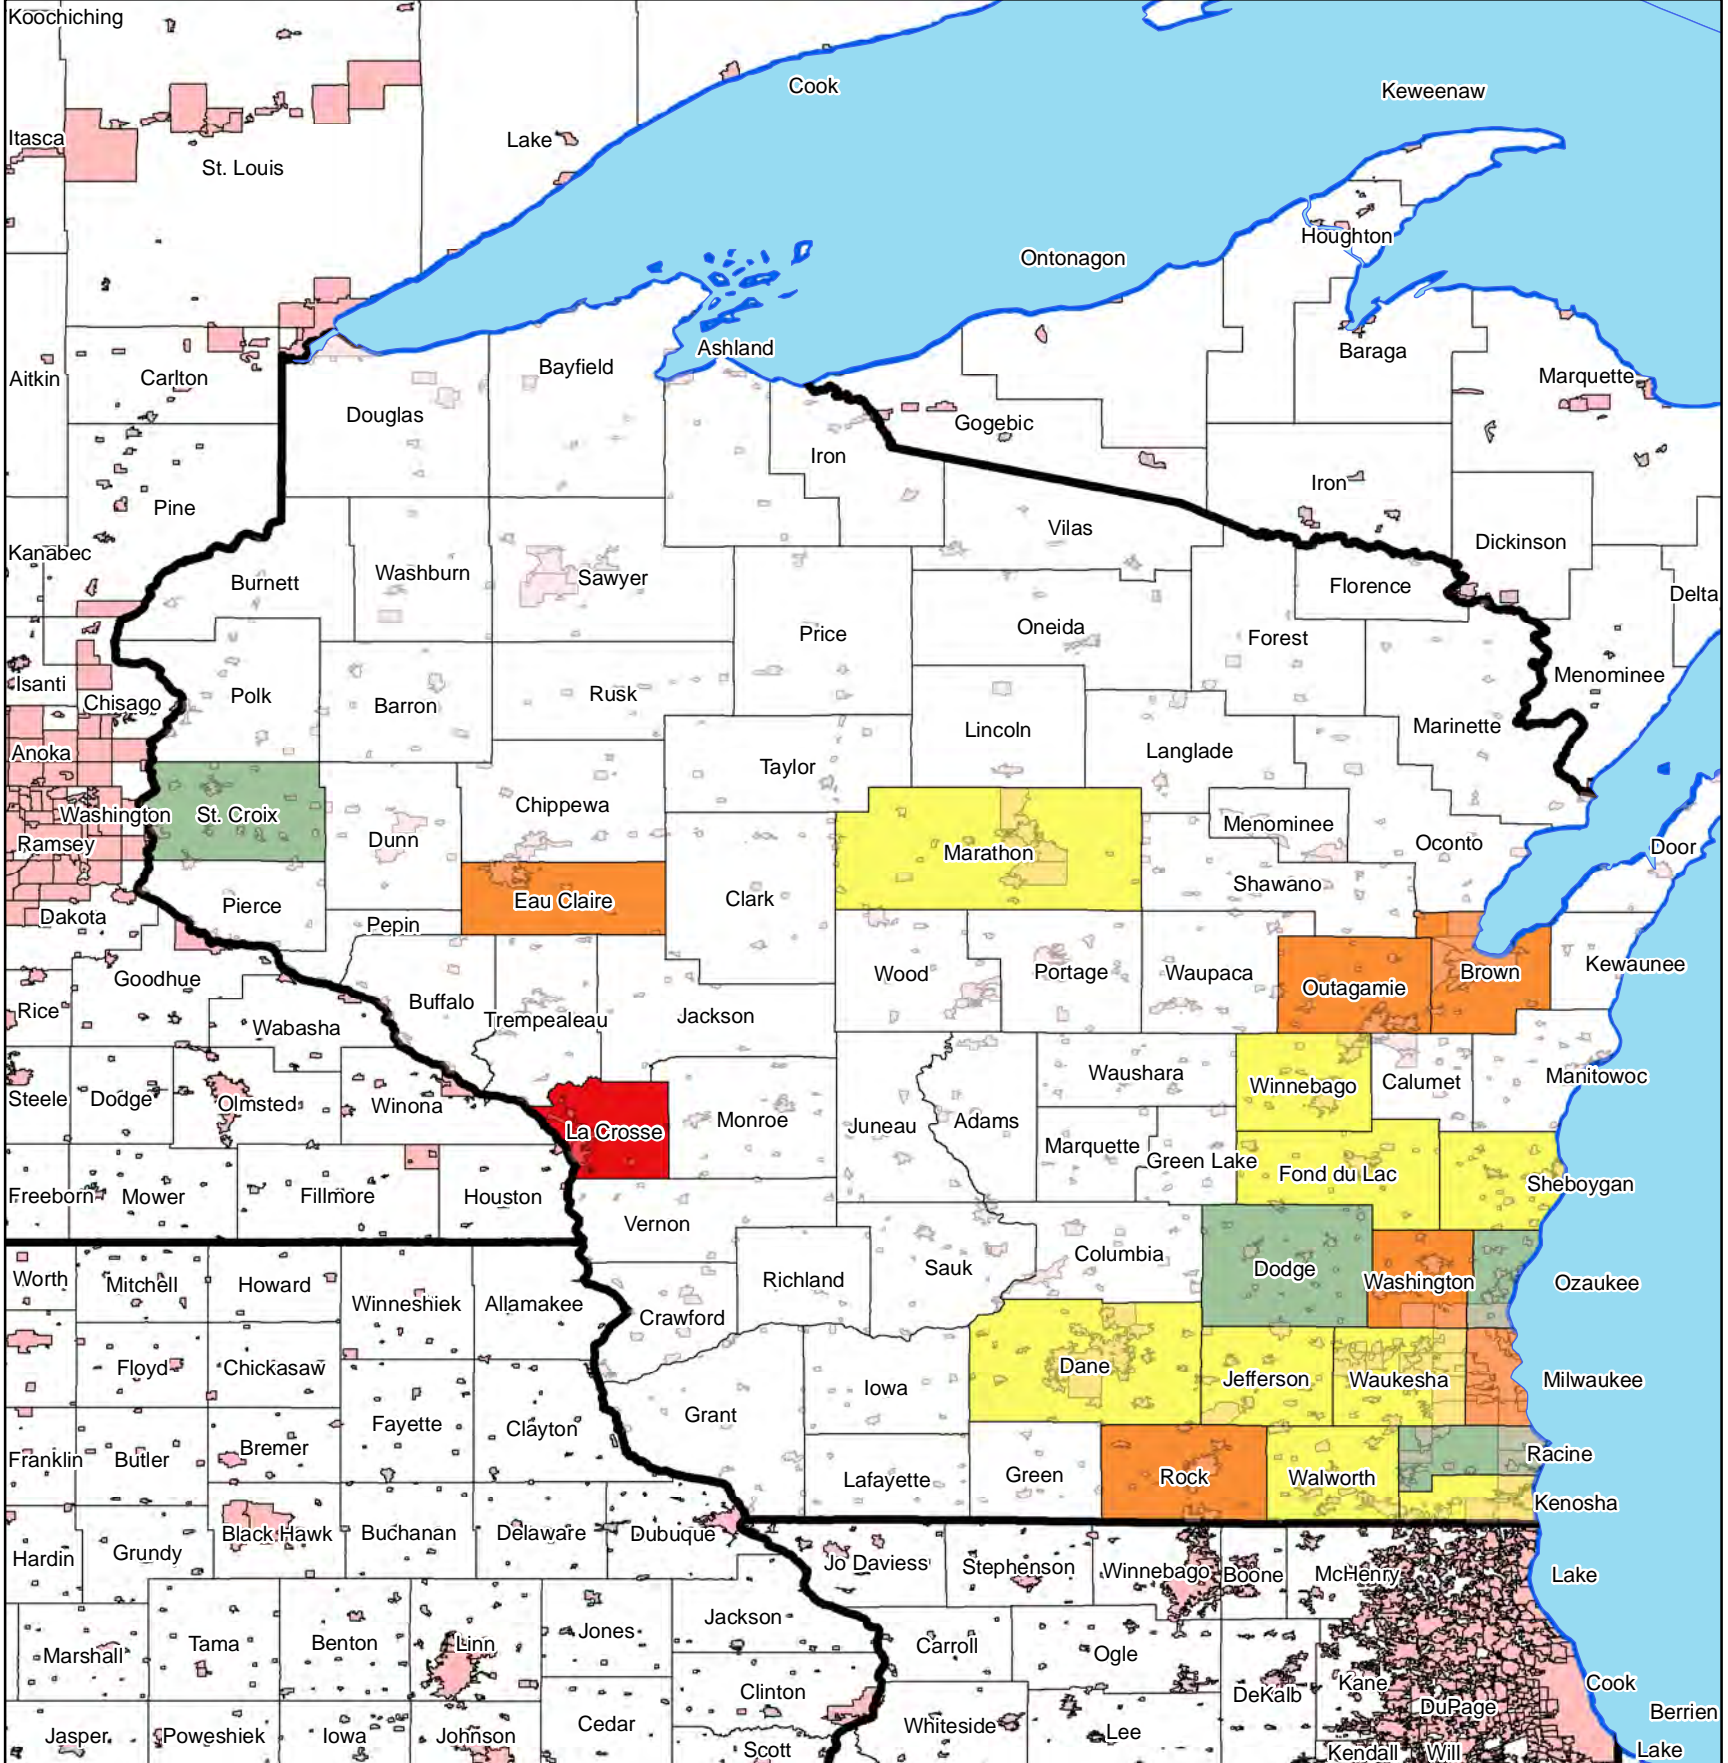 Koochiching
Cook
Keweenaw
Itasca
Lake
St. Louis
Houghton
Ontonagon
Ashland
Baraga
Aitkin
Carlton
Bayfield
Marquette
Douglas
Gogebic
Iron
Iron
Pine
Vilas
Dickinson
Kanabec
Burnett
Washburn
Sawyer
Florence
Delta
Price
Oneida
Forest
Isanti
Chisago
Polk
Barron
Rusk
Menominee
Lincoln
Marinette
Anoka
Langlade
Taylor
Washington
St. Croix
Chippewa
Menominee
Ramsey
Dunn
Marathon
Oconto
Door
Dakota
Pierce
Eau Claire
Clark
Shawano
Pepin
Goodhue
Wood
Portage
Waupaca
Outagamie
Brown
Kewaunee
Rice
Wabasha
Buffalo
Trempealeau
Jackson
Steele
Dodge
Olmsted
Winona
La Crosse
Monroe
Juneau
Adams
Waushara
Winnebago
Calumet
Manitowoc
Marquette
Green Lake
Fond du Lac
Sheboygan
Freeborn
Mower
Fillmore
Houston
Vernon
Worth
Mitchell
Howard
Winneshiek
Allamakee
Crawford
Richland
Sauk
Columbia
Dodge
Washington
Ozaukee
Floyd
Chickasaw
Dane
Jefferson
Waukesha
Milwaukee
Iowa
Grant
Fayette
Clayton
Franklin
Butler
Bremer
Lafayette
Green
Rock
Walworth
Racine
Kenosha
Hardin
Grundy
Black Hawk
Buchanan
Delaware
Dubuque
Jo Daviess
Stephenson
Winnebago
Boone
McHenry
Lake
Marshall
Tama
Benton
Linn
Jones
Jackson
Carroll
Ogle
DeKalb
Kane
DuPage
Cook
Berrien
Jasper
Poweshiek
Iowa
Johnson
Cedar
Clinton
Scott
Whiteside
Lee
Kendall
Will
Lake